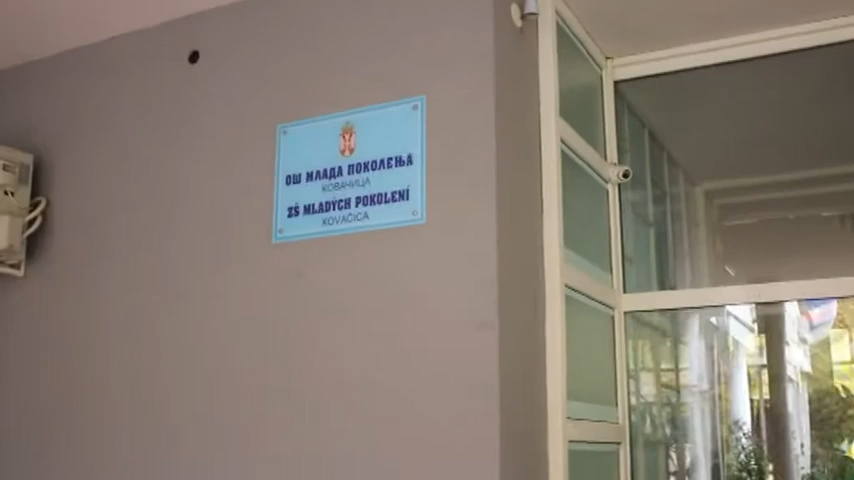 ОШ МЛАДА ПОКОЛЕЊА
КОВАЧИЦА
ZŠ MLADÝCH POKOLENÍ
KOVAČICA